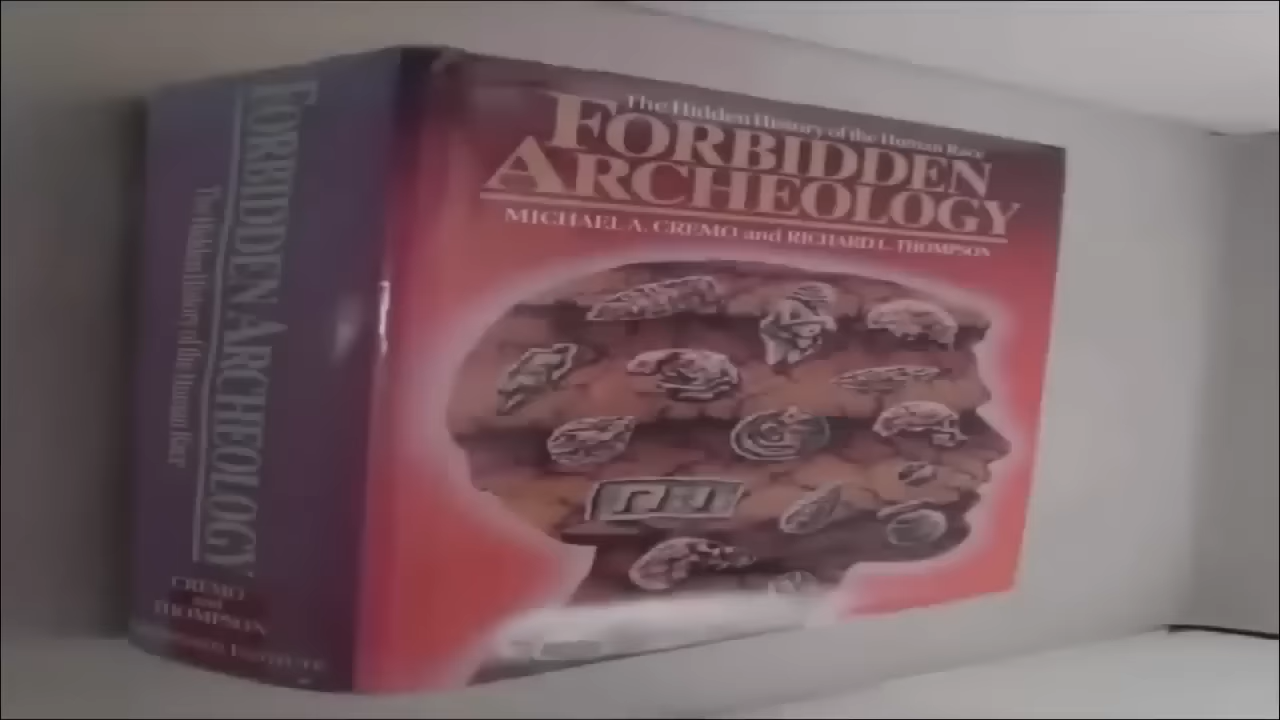 The Hidden History of the Human Race
FORBIDDEN
ARCHEOLOGY
MICHAEL A. CREMO and RICHARD L. THOMPSON
FORBIDDEN ARCHEOLOGY
The Hidden History of the Human Race
CREMO
and
THOMPSON
INSTITUTE